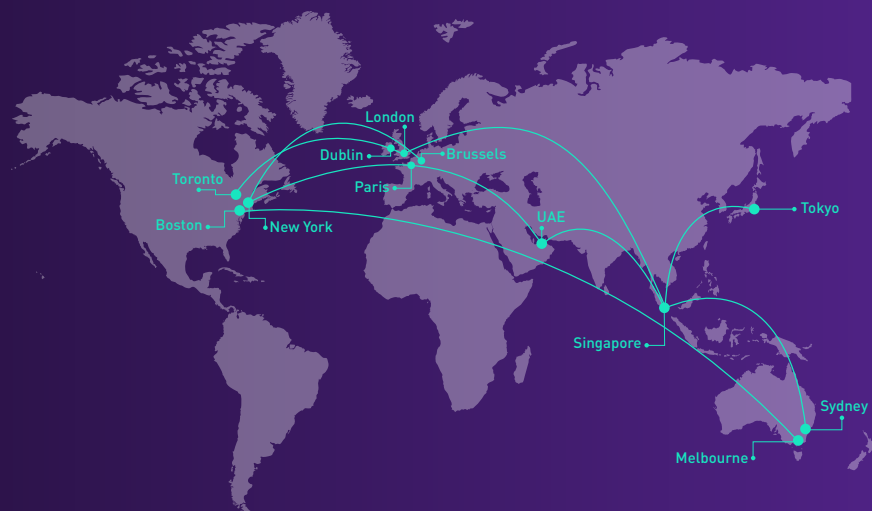 London
Dublin
Brussels
Toronto
Paris
Boston
New York
UAE
Tokyo
Singapore
Sydney
Melbourne